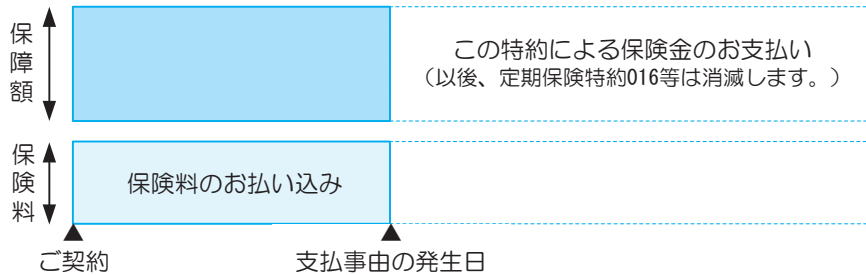 保障額
この特約による保険金のお支払い
（以後、定期保険特約016等は消滅します。）
保険料
保険料のお払い込み
ご契約
支払事由の発生日